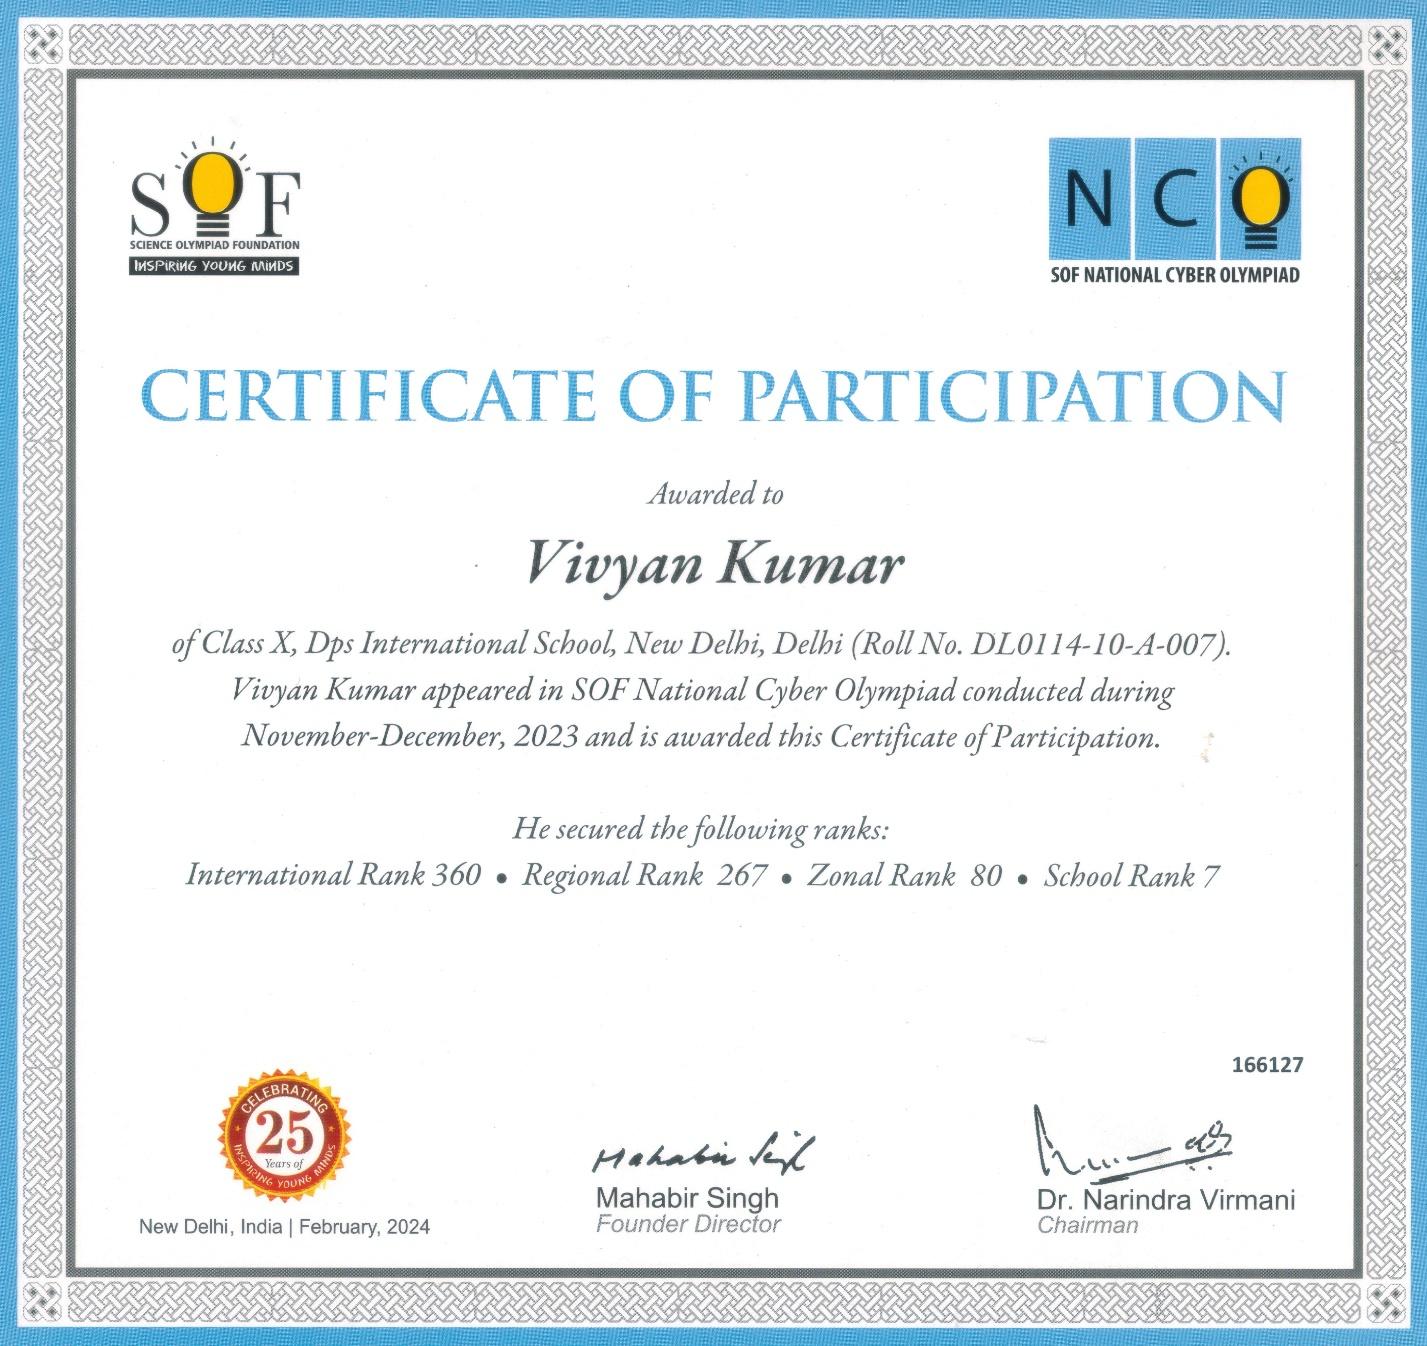 SOF
SCIENCE OLYMPIAD FOUNDATION
INSPIRING YOUNG MINDS
NCO
SOF NATIONAL CYBER OLYMPIAD
CERTIFICATE OF PARTICIPATION
Awarded to
Vivyan Kumar
of Class X, Dps International School, New Delhi, Delhi (Roll No. DL0114-10-A-007).
Vivyan Kumar appeared in SOF National Cyber Olympiad conducted during
November-December, 2023 and is awarded this Certificate of Participation.
He secured the following ranks:
International Rank 360 • Regional Rank 267 • Zonal Rank 80 • School Rank 7
166127
CELEBRATING
25
Years of
INSPIRING YOUNG MINDS
New Delhi, India | February, 2024
Mahabir Singh
Mahabir Singh
Founder Director
Dr. Narindra Virmani
Chairman